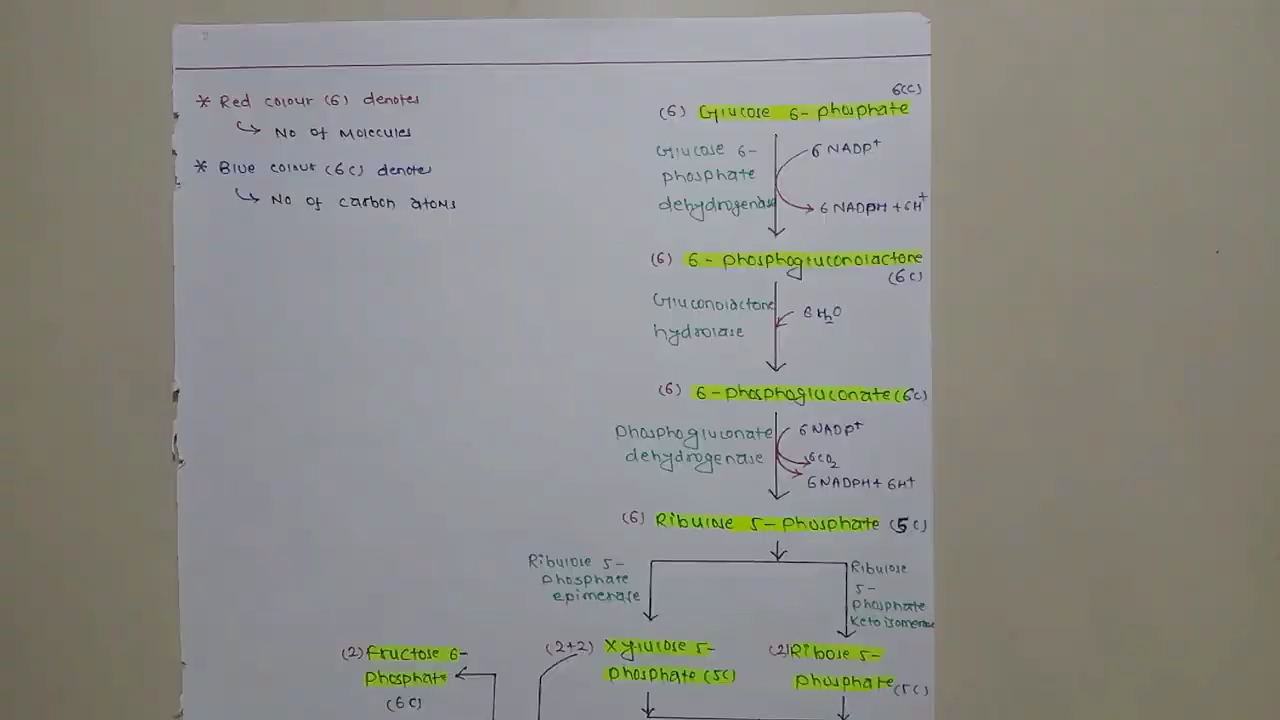 * Red colour (6) denotes
↳ No of Molecules
* Blue colour (6c) denotes
↳ No of carbon atoms
6(C)
(6) Glucose 6- phosphate
Glucose 6-
phosphate
dehydrogenase
6 NADP+
6 NADPH + 6H+
(6) 6 - phosphogluconolactone
(6c)
Gluconolactone
hydrolase
6 H2O
(6) 6-phosphogluconate (6c)
phosphogluconate
dehydrogenase
6 NADP+
6CO2
6 NADPH + 6H+
(6) Ribulose 5- phosphate (5c)
Ribulose 5-
phosphate
epimerase
Ribulose
5-
phosphate
Ketoisomerase
(2) fructose 6-
phosphate
(6c)
(2+2) Xylulose 5-
phosphate (5c)
(2) Ribose 5-
phosphate (5c)